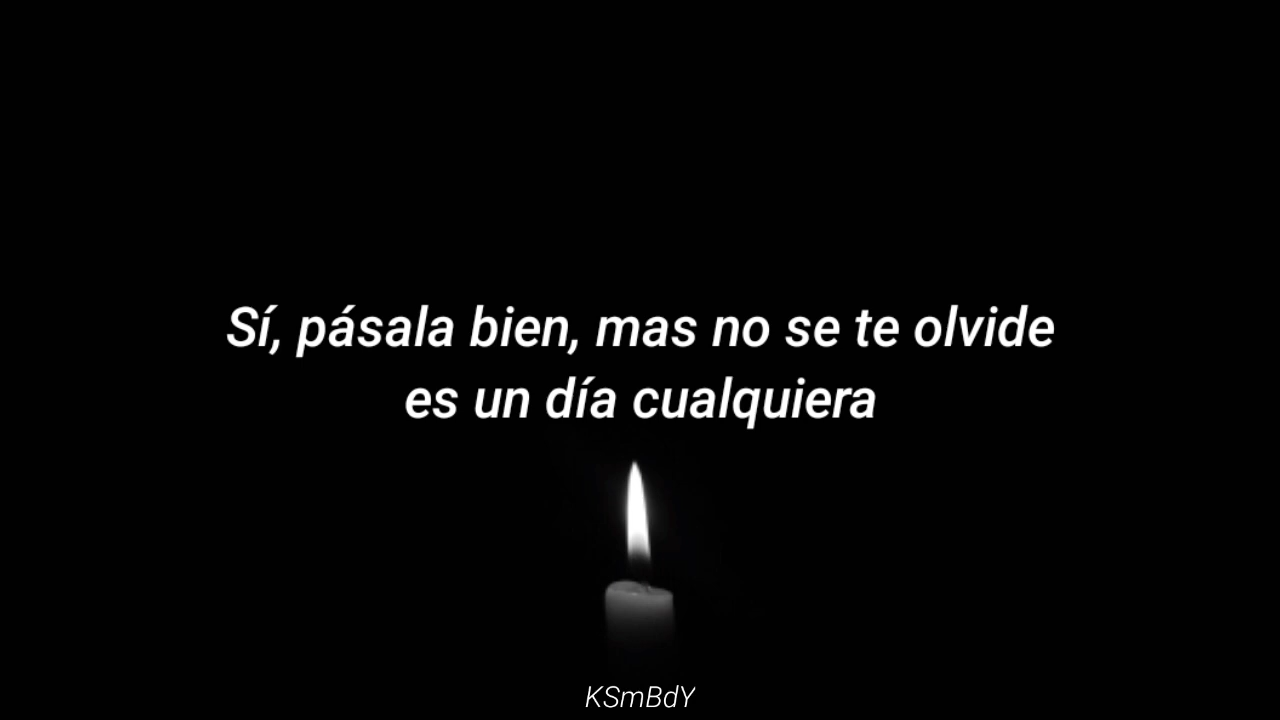 Sí, pásala bien, mas no se te olvide
es un día cualquiera
KSmBdY